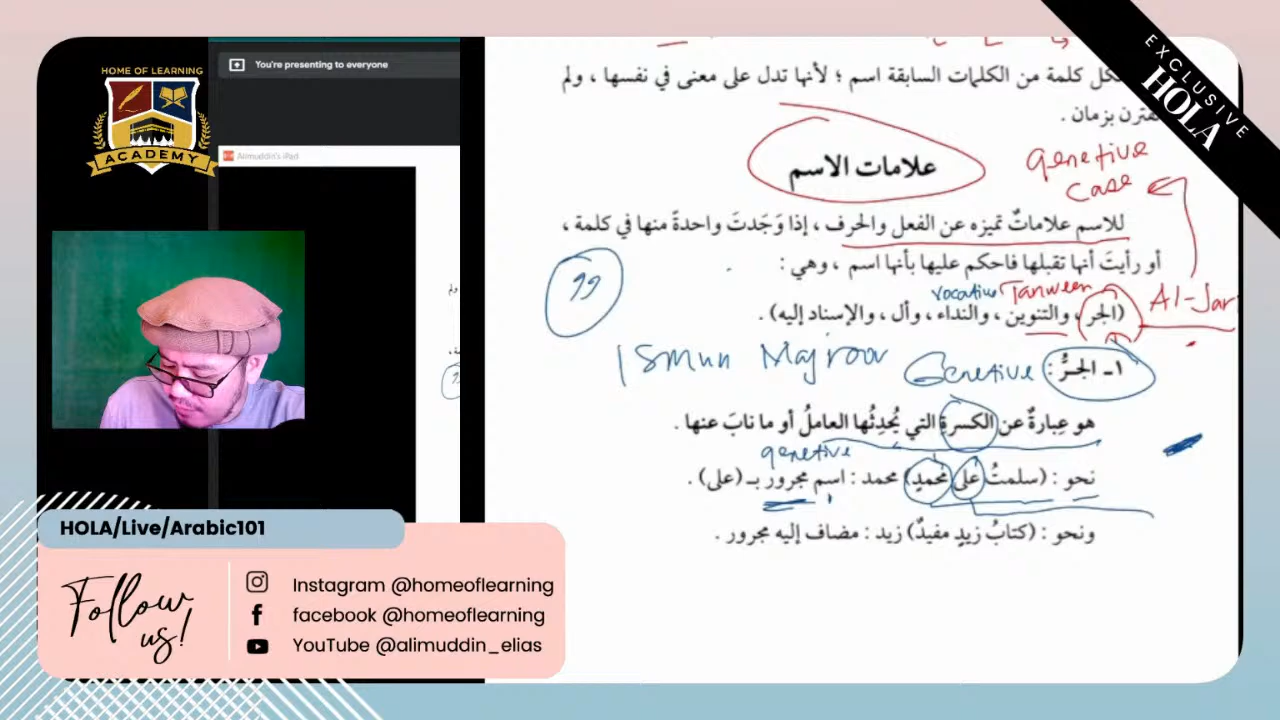 HOME OF LEARNING
ACADEMY
You're presenting to everyone
Alimuddin's iPad
EXCLUSIVE
HOLA
كل كلمة من الكلمات السابقة اسم ؛ لأنها تدل على معنى في نفسها ، ولم
قترن بزمان .
علامات الاسم
genetive
case
للاسم علاماتٌ تميزه عن الفعل والحرف ، إذا وَجَدتَ واحدةً منها في كلمة ،
أو رأيتَ أنها تقبلها فاحكم عليها بأنها اسم ، وهي :
vocative Tanween Al-Jar
(الجر ، والتنوين ، والنداء ، وأل ، والإسناد إليه) .
Ismun Majroor Genetive
١ـ الجـرُّ :
هو عِبارةٌ عن الكسرةِ التي يُحدِثُها العاملُ أو ما نابَ عنها .
genetive
نحو : (سلمتُ على محمدٍ) محمد : اسم مجرور بـ (على) .
ونحو : (كتابُ زيدٍ مفيدٌ) زيد : مضاف إليه مجرور .
HOLA/Live/Arabic101
Follow us!
Instagram @homeoflearning
facebook @homeoflearning
YouTube @alimuddin_elias